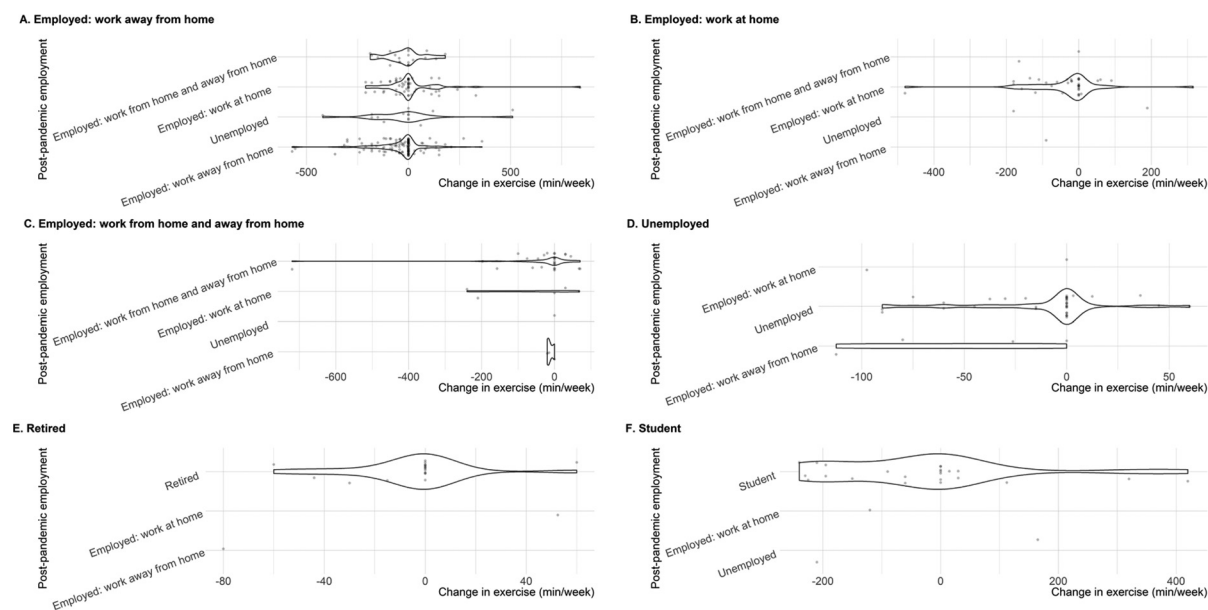 A. Employed: work away from home
Post-pandemic employment
Employed: work from home and away from home
Employed: work at home
Unemployed
Employed: work away from home
-500
0
500
Change in exercise (min/week)
B. Employed: work at home
Post-pandemic employment
Employed: work from home and away from home
Employed: work at home
Unemployed
Employed: work away from home
-400
-200
0
200
Change in exercise (min/week)
C. Employed: work from home and away from home
Post-pandemic employment
Employed: work from home and away from home
Employed: work at home
Unemployed
Employed: work away from home
-600
-400
-200
0
Change in exercise (min/week)
D. Unemployed
Post-pandemic employment
Employed: work at home
Unemployed
Employed: work away from home
-100
-50
0
50
Change in exercise (min/week)
E. Retired
Post-pandemic employment
Retired
Employed: work at home
Employed: work away from home
-80
-40
0
40
Change in exercise (min/week)
F. Student
Post-pandemic employment
Student
Employed: work at home
Unemployed
-200
0
200
400
Change in exercise (min/week)